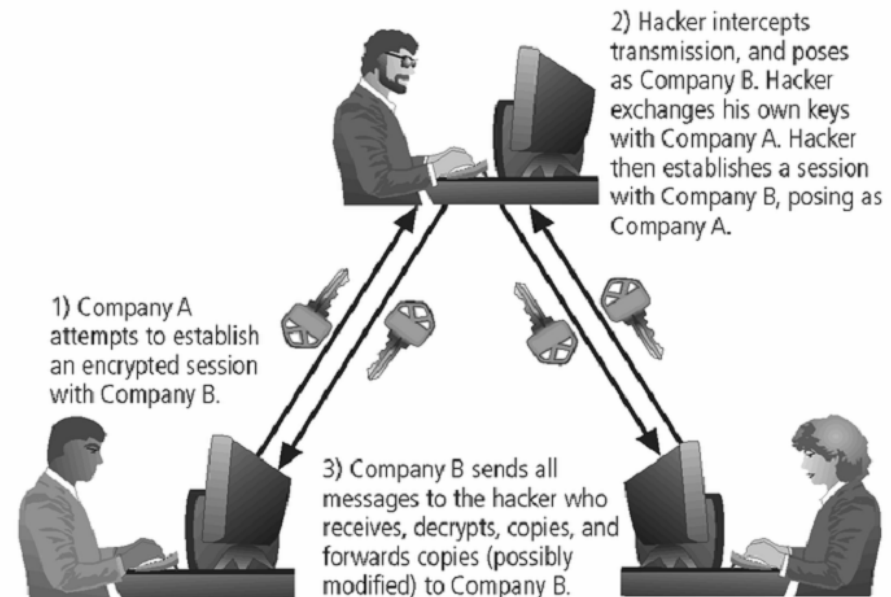 2) Hacker intercepts
transmission, and poses
as Company B. Hacker
exchanges his own keys
with Company A. Hacker
then establishes a session
with Company B, posing as
Company A.
1) Company A
attempts to establish
an encrypted session
with Company B.
3) Company B sends all
messages to the hacker who
receives, decrypts, copies, and
forwards copies (possibly
modified) to Company B.